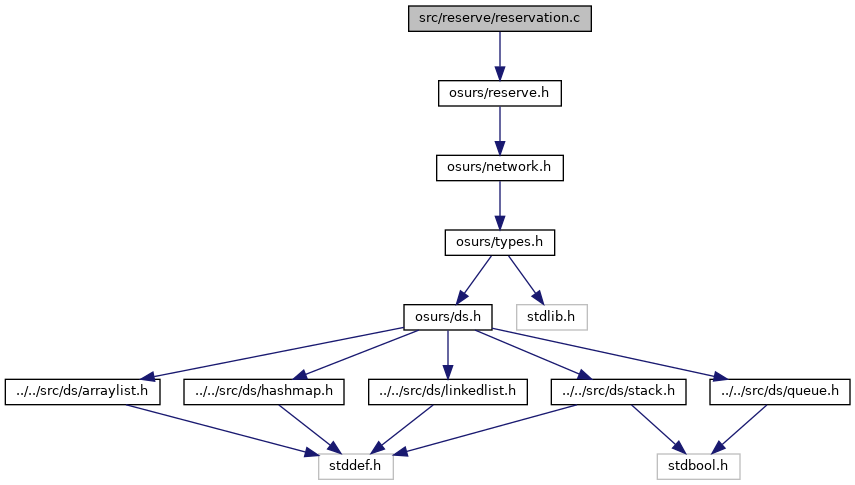 src/reserve/reservation.c
osurs/reserve.h
osurs/network.h
osurs/types.h
osurs/ds.h
stdlib.h
../../src/ds/arraylist.h
../../src/ds/hashmap.h
../../src/ds/linkedlist.h
../../src/ds/stack.h
../../src/ds/queue.h
stddef.h
stdbool.h